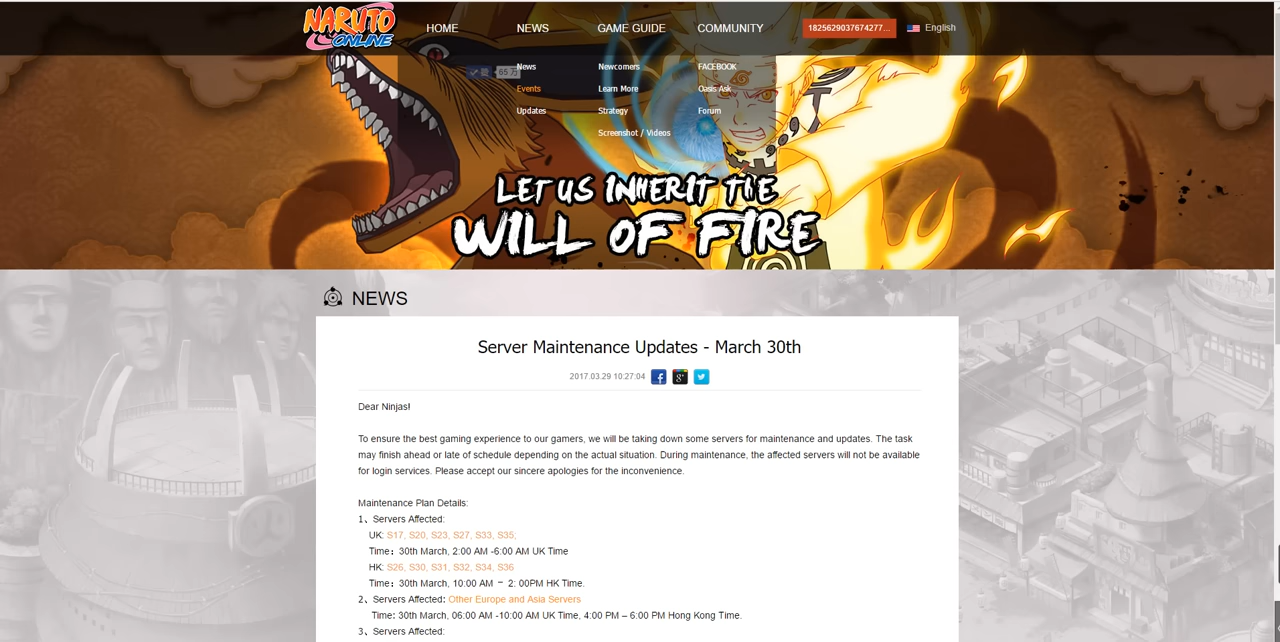 NARUTO
ONLINE
HOME NEWS GAME GUIDE COMMUNITY 1825629037674277... English
赞 65 万
News Newcomers FACEBOOK
Events Learn More Oasis Ask
Updates Strategy Forum
Screenshot / Videos
LET US INHERIT THE
WILL OF FIRE
NEWS
Server Maintenance Updates - March 30th
2017.03.29 10:27:04
Dear Ninjas!
To ensure the best gaming experience to our gamers, we will be taking down some servers for maintenance and updates. The task
may finish ahead or late of schedule depending on the actual situation. During maintenance, the affected servers will not be available
for login services. Please accept our sincere apologies for the inconvenience.
Maintenance Plan Details:
1、Servers Affected:
UK: S17, S20, S23, S27, S33, S35,
Time：30th March, 2:00 AM -6:00 AM UK Time
HK: S26, S30, S31, S32, S34, S36
Time：30th March, 10:00 AM － 2: 00PM HK Time.
2、Servers Affected: Other Europe and Asia Servers
Time: 30th March, 06:00 AM -10:00 AM UK Time, 4:00 PM – 6:00 PM Hong Kong Time.
3、Servers Affected: